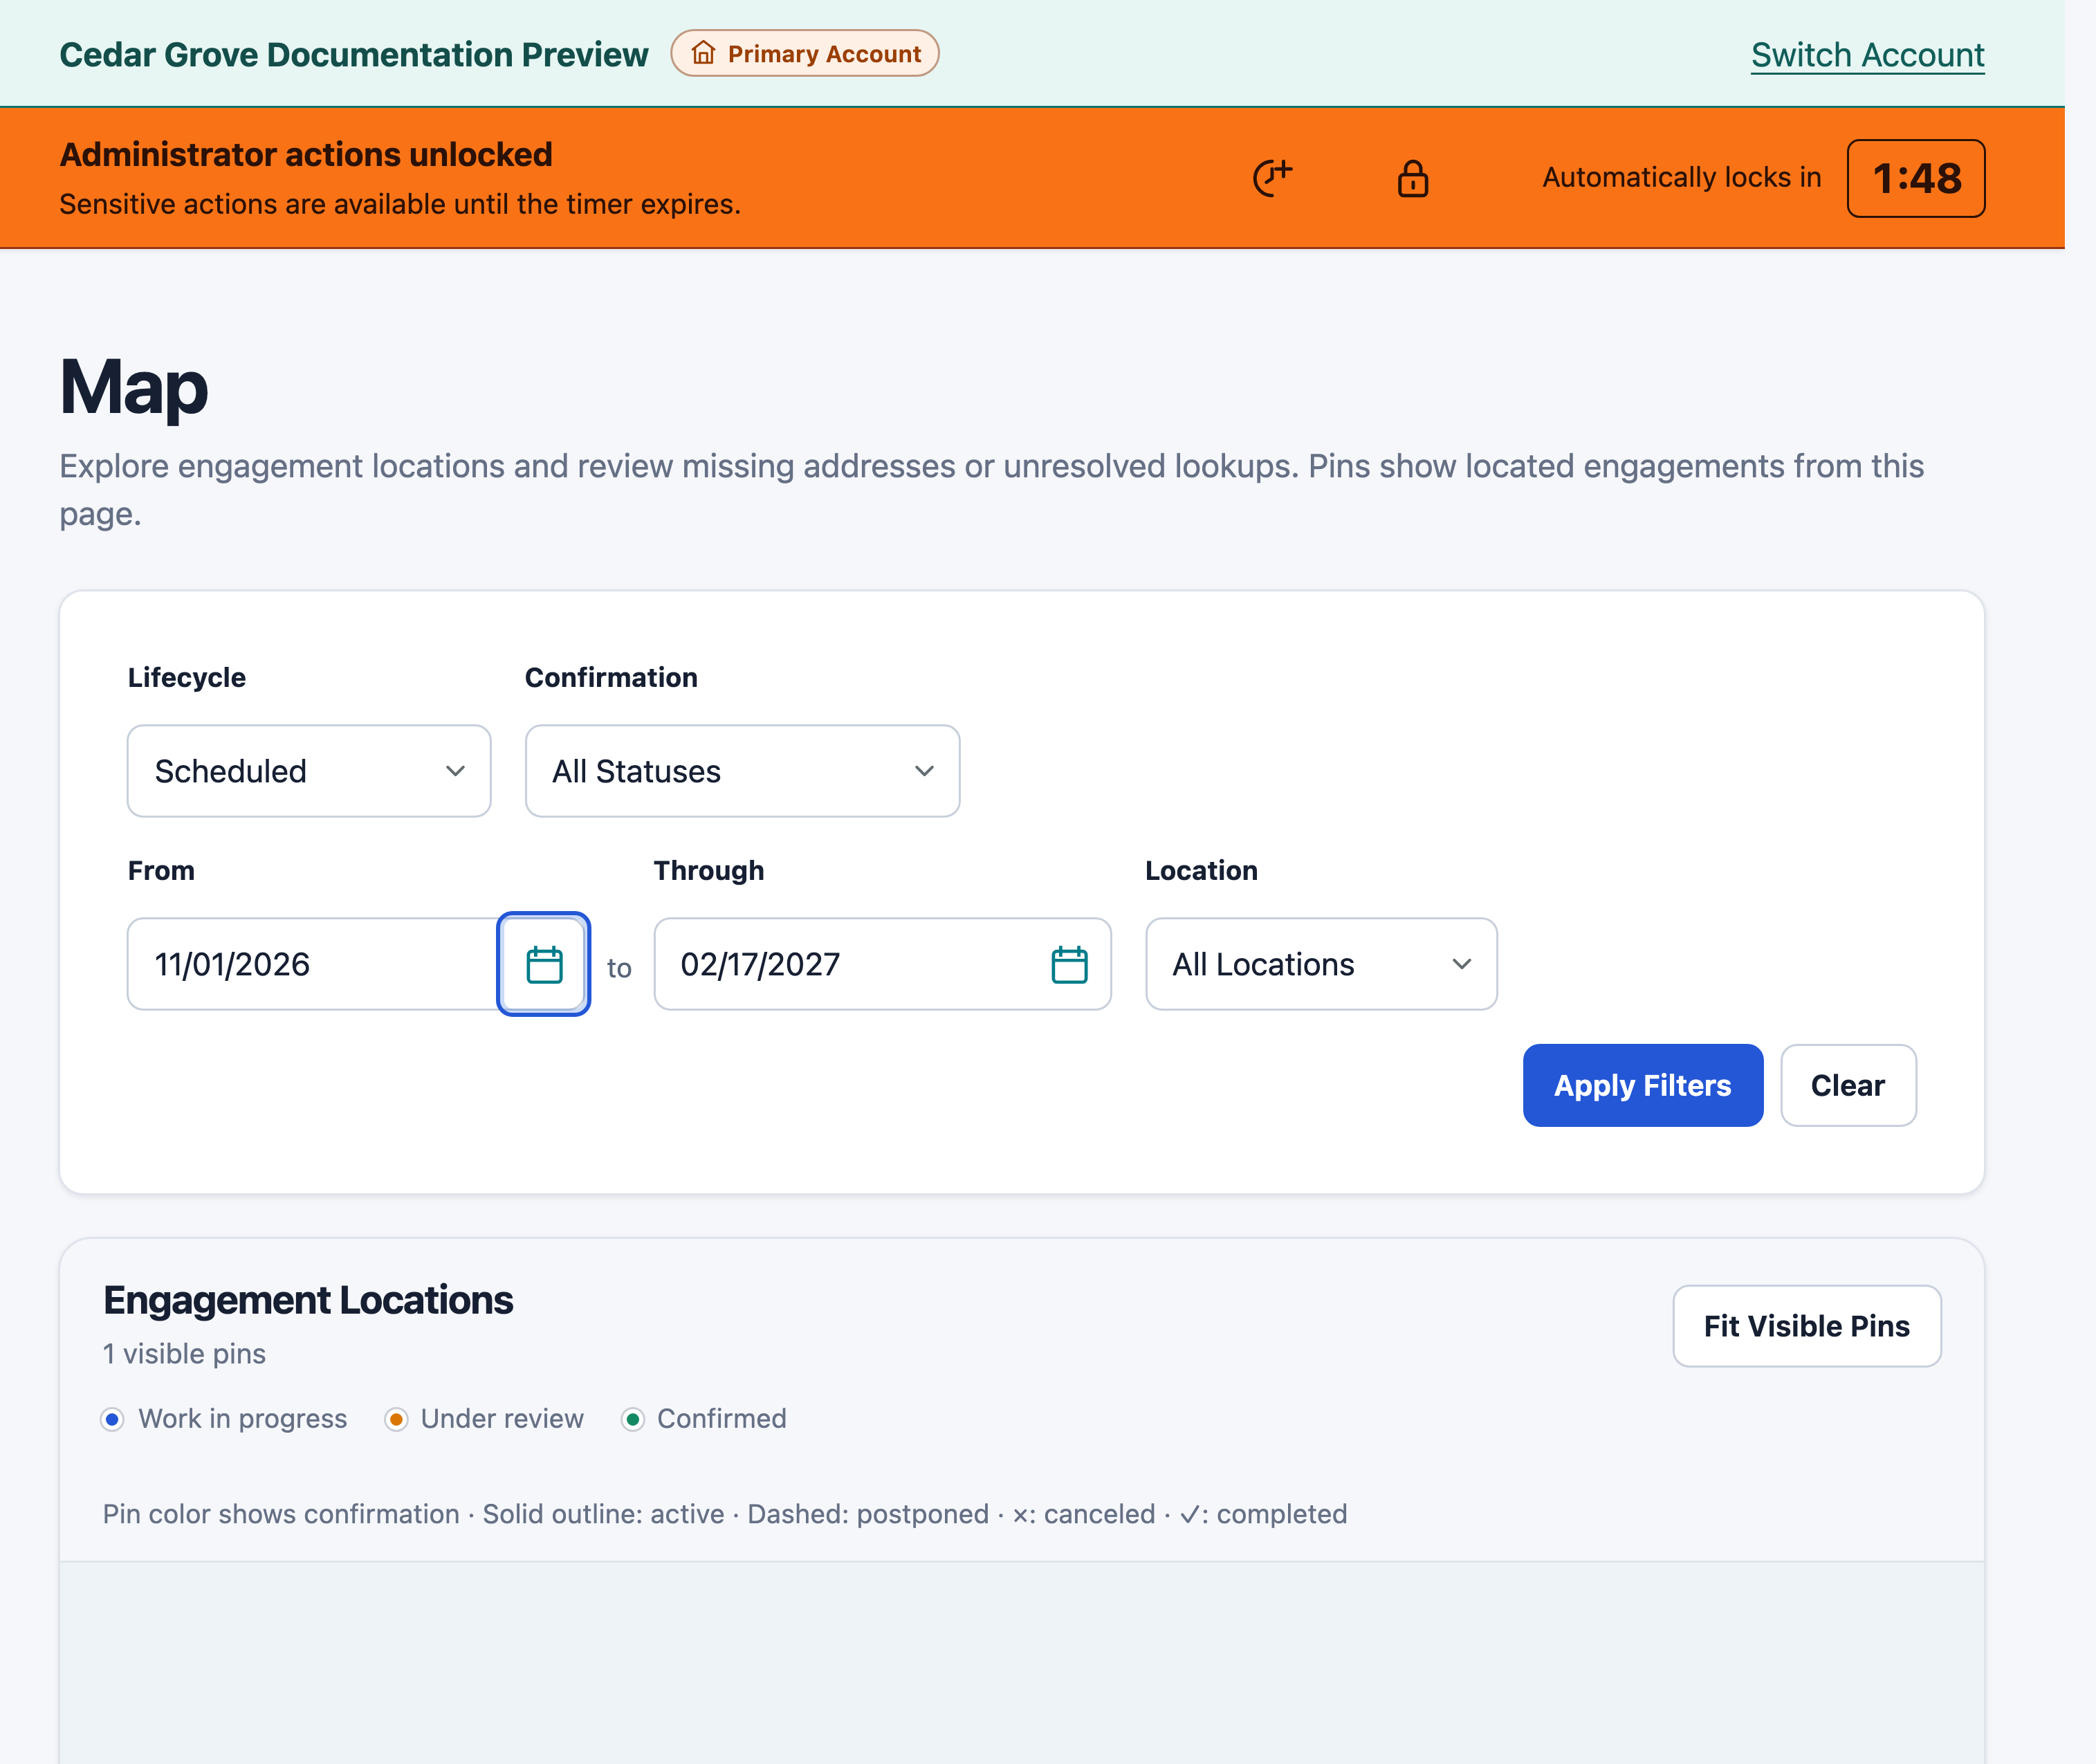 Cedar Grove Documentation Preview
Primary Account
Switch Account
Administrator actions unlocked
Sensitive actions are available until the timer expires.
Automatically locks in
1:48
Map
Explore engagement locations and review missing addresses or unresolved lookups. Pins show located engagements from this
page.
Lifecycle
Confirmation
Scheduled
All Statuses
From
Through
Location
11/01/2026
to
02/17/2027
All Locations
Apply Filters
Clear
Engagement Locations
Fit Visible Pins
1 visible pins
Work in progress
Under review
Confirmed
Pin color shows confirmation · Solid outline: active · Dashed: postponed · ×: canceled · ✓: completed